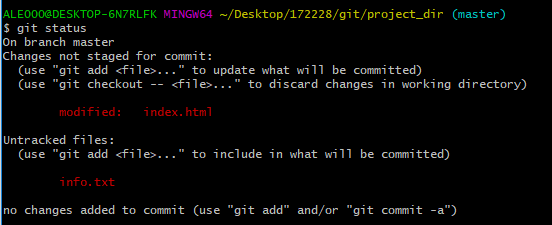 ALEOOO@DESKTOP-6N7RLFK MINGW64 ~/Desktop/172228/git/project_dir (master)
$ git status
On branch master
Changes not staged for commit:
  (use "git add <file>..." to update what will be committed)
  (use "git checkout -- <file>..." to discard changes in working directory)

        modified:   index.html

Untracked files:
  (use "git add <file>..." to include in what will be committed)

        info.txt

no changes added to commit (use "git add" and/or "git commit -a")